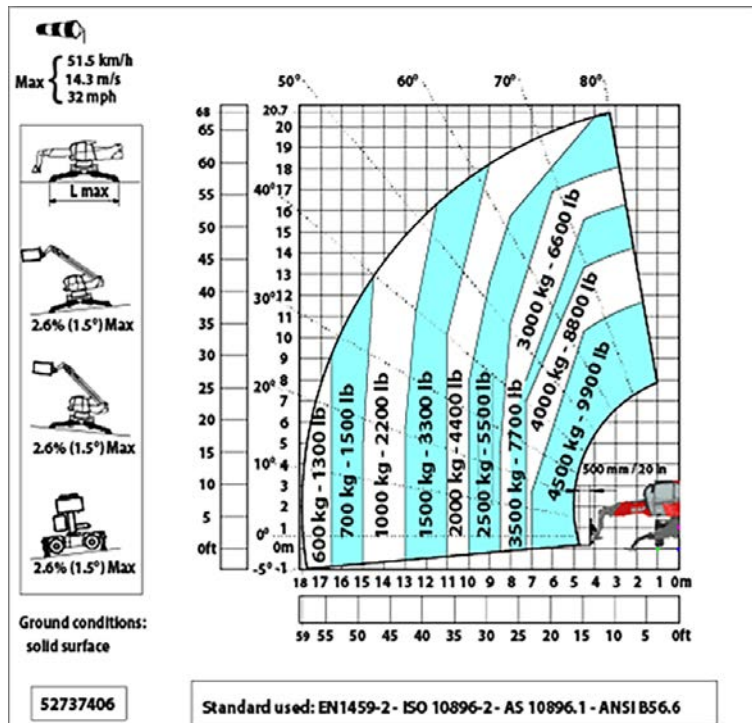 Max
51.5 km/h
14.3 m/s
32 mph
L max
2.6% (1.5°) Max
2.6% (1.5°) Max
2.6% (1.5°) Max
Ground conditions:
solid surface
52737406
50°
60°
70°
80°
40°
30°
20°
10°
0°
-5°
68
65
60
55
50
45
40
35
30
25
20
15
10
5
0ft
20.7
20
19
18
17
16
15
14
13
12
11
10
9
8
7
6
5
4
3
2
1
0m
-1
600 kg - 1300 lb
700 kg - 1500 lb
1000 kg - 2200 lb
1500 kg - 3300 lb
2000 kg - 4400 lb
2500 kg - 5500 lb
3500 kg - 7700 lb
3000 kg - 6600 lb
4000 kg - 8800 lb
4500 kg - 9900 lb
500 mm / 20 in
18 17 16 15 14 13 12 11 10 9 8 7 6 5 4 3 2 1 0m
59 55 50 45 40 35 30 25 20 15 10 5 0ft
Standard used: EN1459-2 - ISO 10896-2 - AS 10896.1 - ANSI B56.6